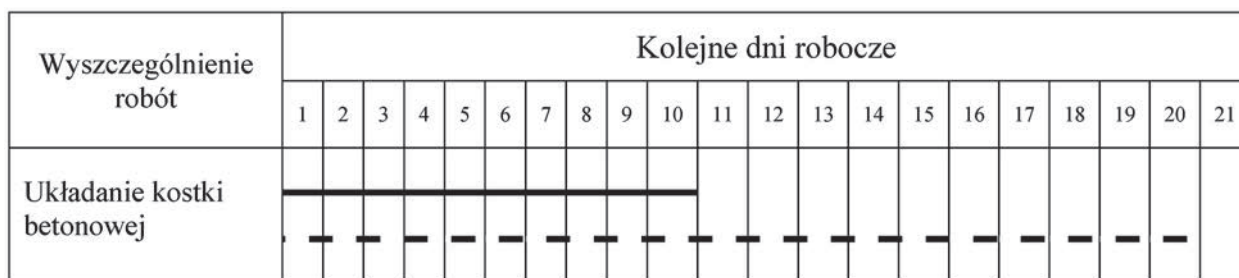 Wyszczególnienie
robót
Kolejne dni robocze
1 2 3 4 5 6 7 8 9 10 11 12 13 14 15 16 17 18 19 20 21
Układanie kostki
betonowej